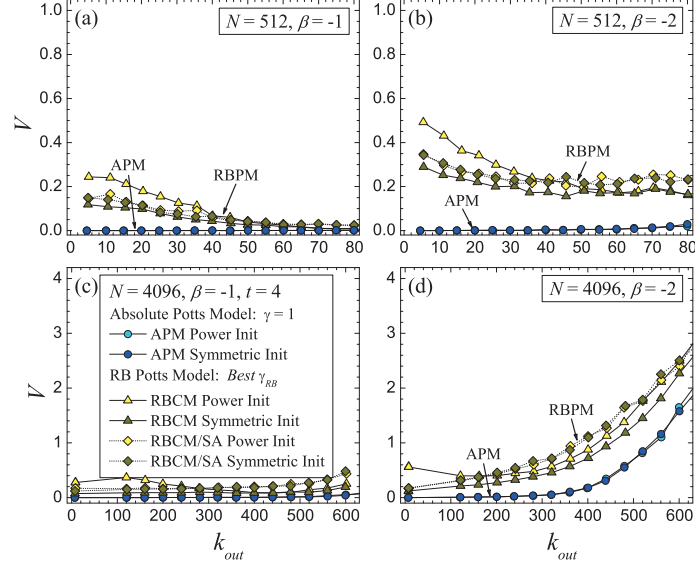 (a)
N = 512, β = -1
(b)
N = 512, β = -2
1.0
0.8
0.6
0.4
0.2
0.0
V
APM
RBPM
0 10 20 30 40 50 60 70 80
1.0
0.8
0.6
0.4
0.2
0.0
RBPM
APM
0 10 20 30 40 50 60 70 80
(c)
N = 4096, β = -1, t = 4
Absolute Potts Model: γ = 1
APM Power Init
APM Symmetric Init
RB Potts Model: Best γRB
RBCM Power Init
RBCM Symmetric Init
RBCM/SA Power Init
RBCM/SA Symmetric Init
4
3
2
1
0
V
0 100 200 300 400 500 600
kout
(d)
N = 4096, β = -2
4
3
2
1
0
RBPM
APM
0 100 200 300 400 500 600
kout